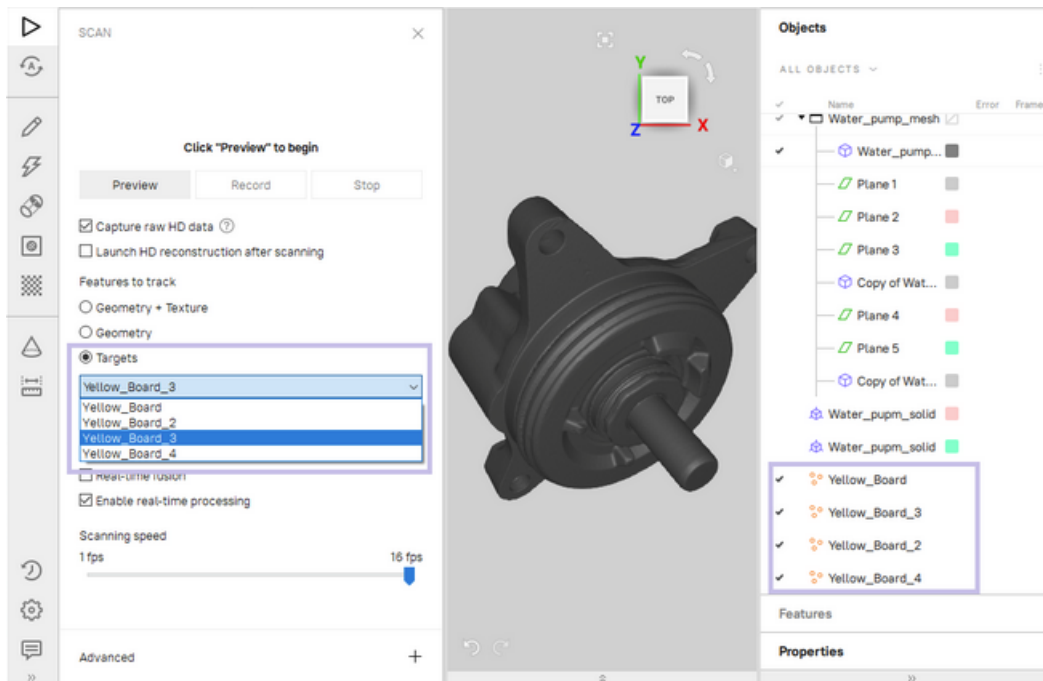 SCAN
Click "Preview" to begin
Preview Record Stop
Capture raw HD data ?
Launch HD reconstruction after scanning
Features to track
Geometry + Texture
Geometry
Targets
Yellow_Board_3
Yellow_Board
Yellow_Board_2
Yellow_Board_3
Yellow_Board_4
Real-time fusion
Enable real-time processing
Scanning speed
1 fps 16 fps
Advanced
Y
TOP
Z X
Objects
ALL OBJECTS
Name Error Frame
Water_pump_mesh
Water_pump...
Plane 1
Plane 2
Plane 3
Copy of Wat...
Plane 4
Plane 5
Copy of Wat...
Water_pupm_solid
Water_pupm_solid
Yellow_Board
Yellow_Board_3
Yellow_Board_2
Yellow_Board_4
Features
Properties